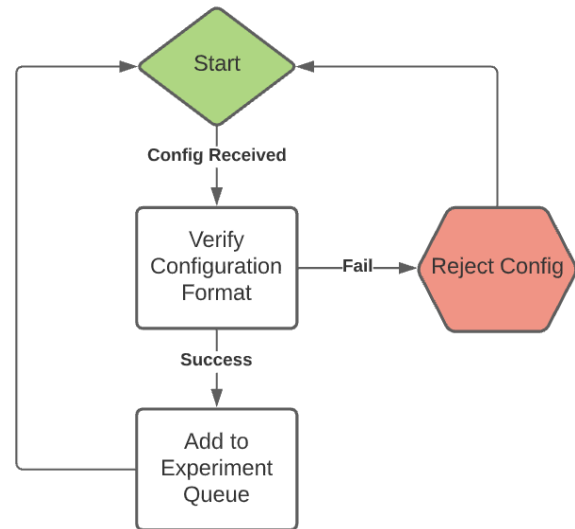 Start
Config Received
Verify
Configuration
Format
Fail
Reject Config
Success
Add to
Experiment
Queue